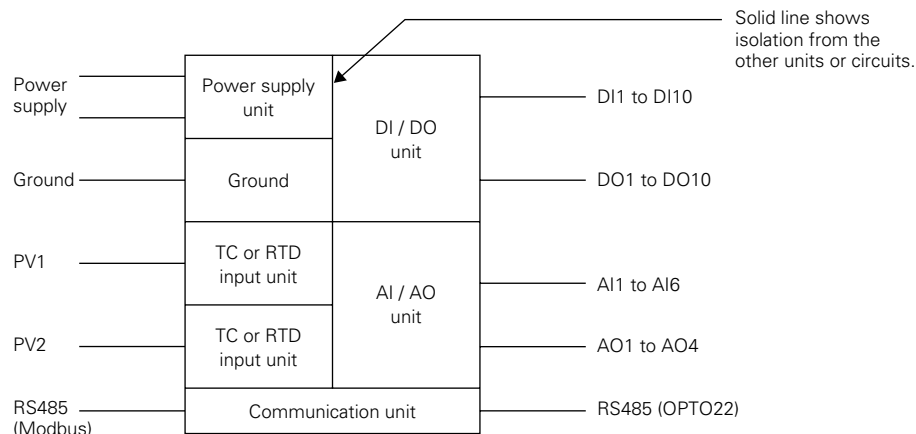 Solid line shows
isolation from the
other units or circuits.
Power
supply
Power supply
unit
DI / DO
unit
DI1 to DI10
Ground
Ground
DO1 to DO10
PV1
TC or RTD
input unit
AI / AO
unit
AI1 to AI6
PV2
TC or RTD
input unit
AO1 to AO4
RS485
(Modbus)
Communication unit
RS485 (OPTO22)